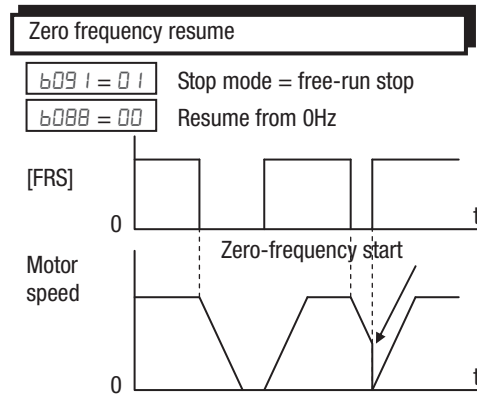 Zero frequency resume
b091 = 01 Stop mode = free-run stop
b088 = 00 Resume from 0Hz
[FRS]
0 t
Zero-frequency start
Motor
speed
0 t